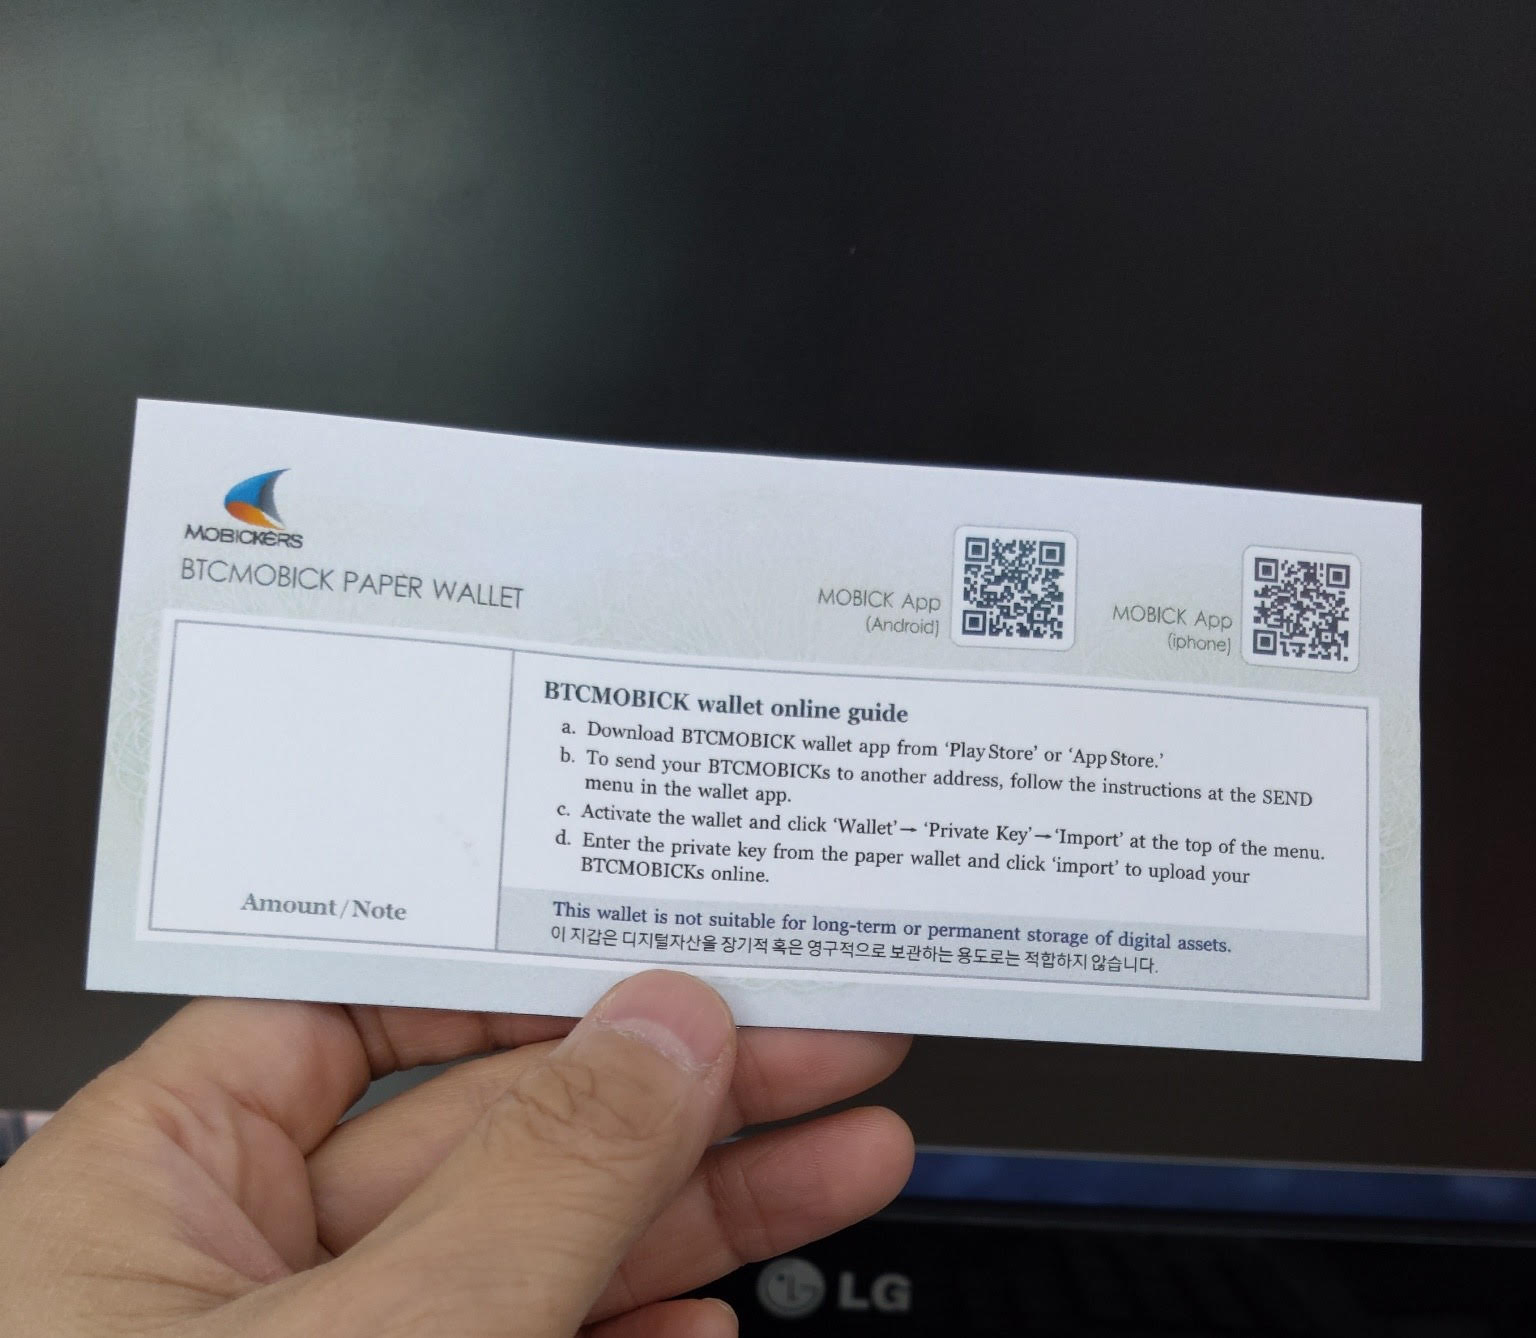 MOBICKERS
BTCMOBICK PAPER WALLET
MOBICK App
(Android)
MOBICK App
(iphone)
BTCMOBICK wallet online guide
a. Download BTCMOBICK wallet app from ‘Play Store’ or ‘App Store.’
b. To send your BTCMOBICKs to another address, follow the instructions at the SEND
menu in the wallet app.
c. Activate the wallet and click ‘Wallet’→ ‘Private Key’→‘Import’ at the top of the menu.
d. Enter the private key from the paper wallet and click ‘import’ to upload your
BTCMOBICKs online.
Amount/Note
This wallet is not suitable for long-term or permanent storage of digital assets.
이 지갑은 디지털자산을 장기적 혹은 영구적으로 보관하는 용도로는 적합하지 않습니다.
LG